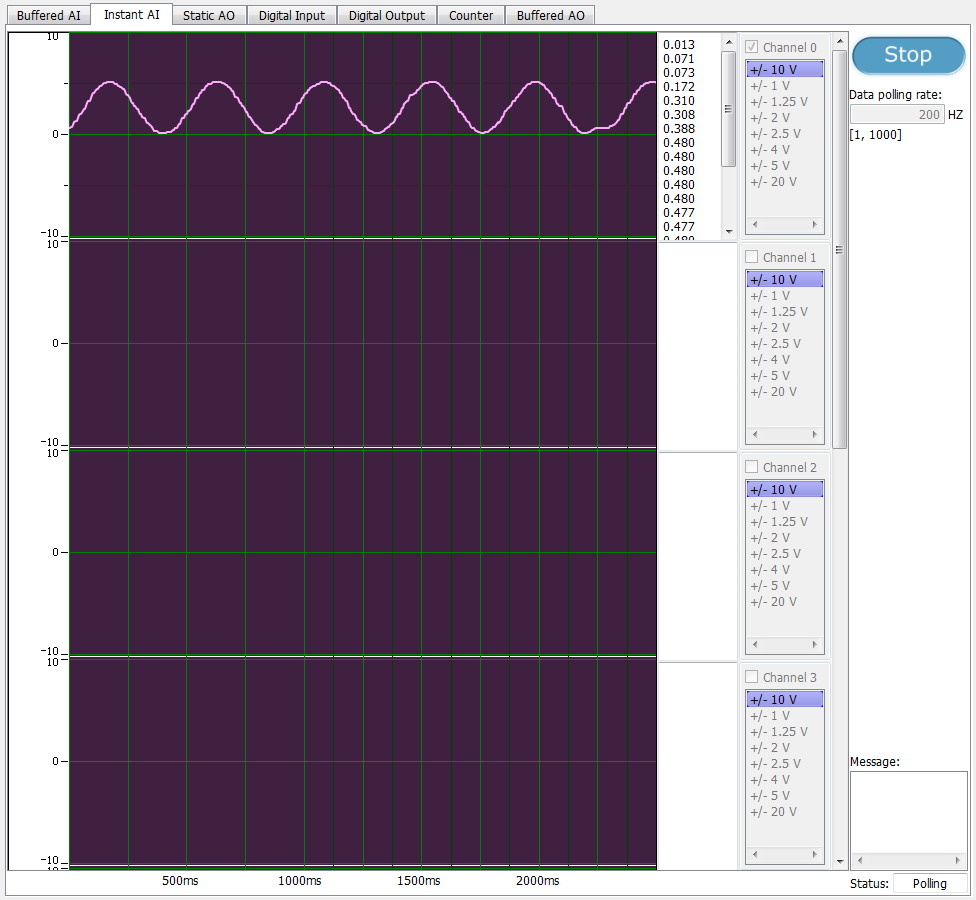 Buffered AI Instant AI Static AO Digital Input Digital Output Counter Buffered AO
10
0
-10
10
0
-10
10
0
-10
10
0
-10
500ms 1000ms 1500ms 2000ms
0.013
0.071
0.073
0.172
0.310
0.308
0.388
0.480
0.480
0.480
0.480
0.480
0.477
0.477
Channel 0
+/- 10 V
+/- 1 V
+/- 1.25 V
+/- 2 V
+/- 2.5 V
+/- 4 V
+/- 5 V
+/- 20 V
Channel 1
+/- 10 V
+/- 1 V
+/- 1.25 V
+/- 2 V
+/- 2.5 V
+/- 4 V
+/- 5 V
+/- 20 V
Channel 2
+/- 10 V
+/- 1 V
+/- 1.25 V
+/- 2 V
+/- 2.5 V
+/- 4 V
+/- 5 V
+/- 20 V
Channel 3
+/- 10 V
+/- 1 V
+/- 1.25 V
+/- 2 V
+/- 2.5 V
+/- 4 V
+/- 5 V
+/- 20 V
Stop
Data polling rate:
200 HZ
[1, 1000]
Message:
Status: Polling